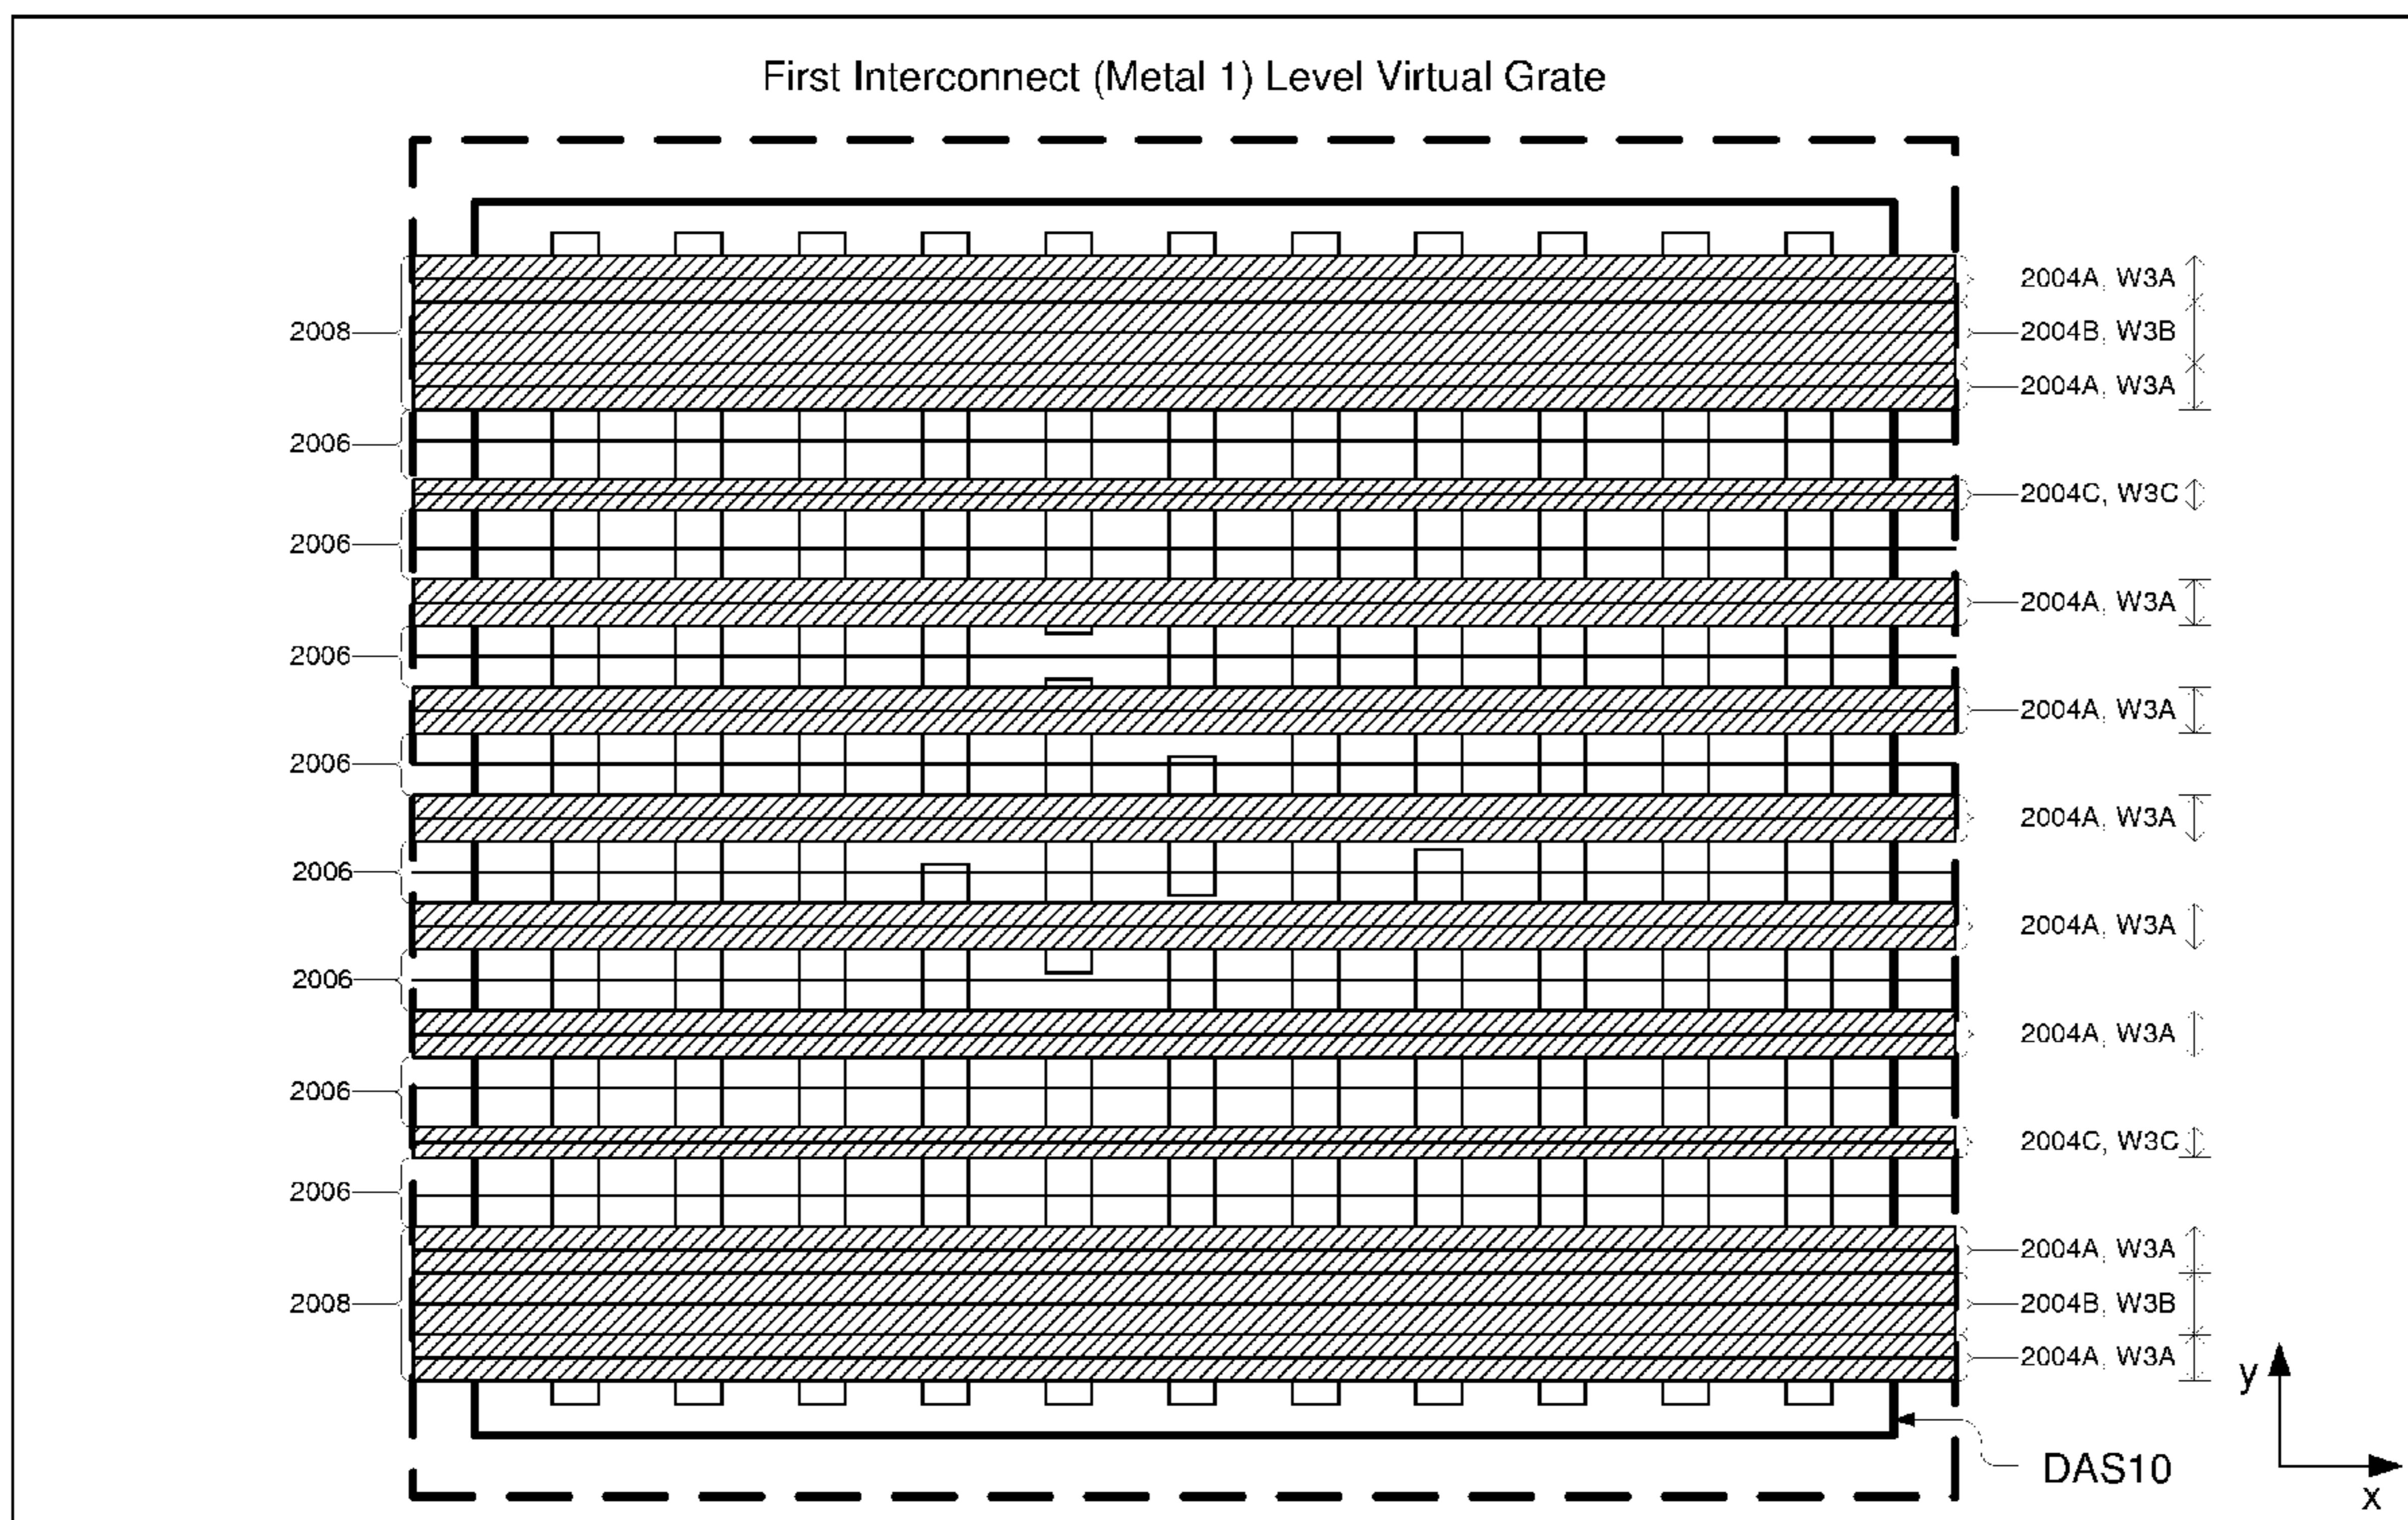 First Interconnect (Metal 1) Level Virtual Grate
2004A, W3A
2008
2004B, W3B
2004A, W3A
2006
2004C, W3C
2006
2004A, W3A
2006
2004A, W3A
2006
2004A, W3A
2006
2004A, W3A
2006
2004A, W3A
2006
2004C, W3C
2006
2004A, W3A
2008
2004B, W3B
2004A, W3A
y
DAS10
x